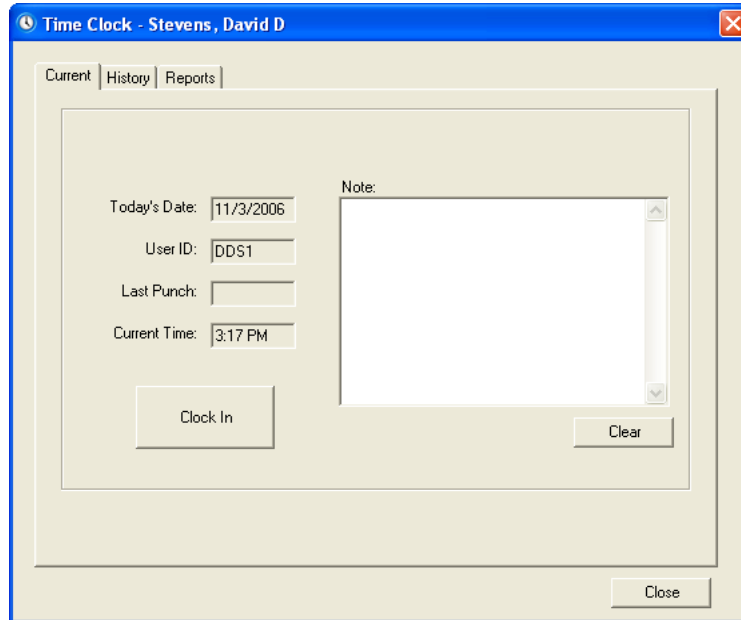 Time Clock - Stevens, David D
Current History Reports
Today's Date: 11/3/2006
User ID: DDS1
Last Punch:
Current Time: 3:17 PM
Clock In
Note:
Clear
Close